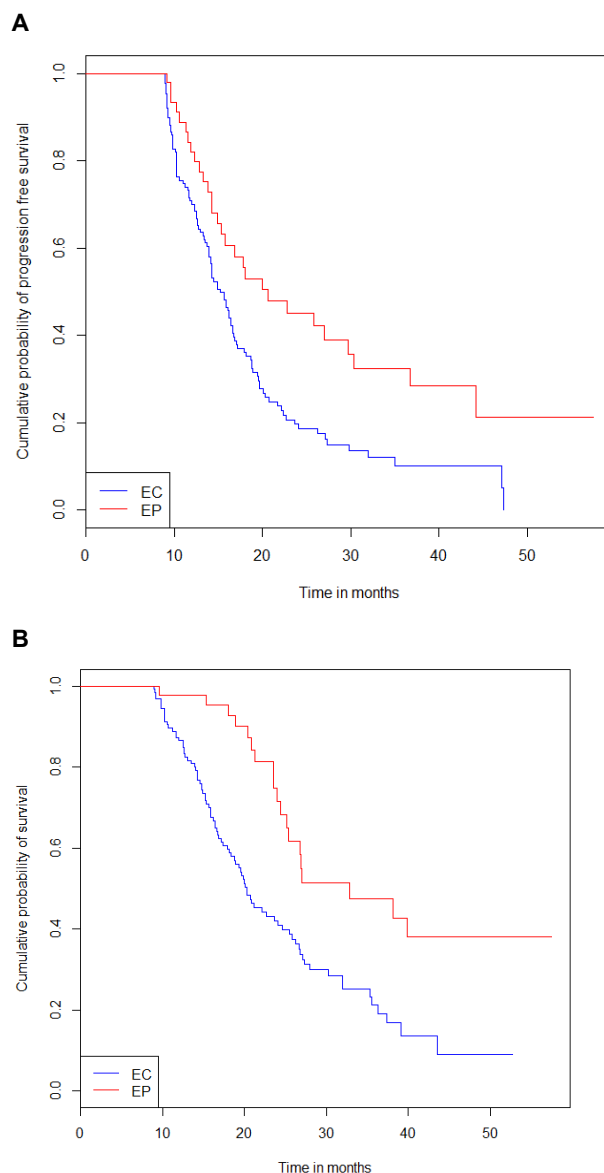 A
Cumulative probability of progression free survival
1.0
0.8
0.6
0.4
0.2
0.0
EC
EP
0 10 20 30 40 50
Time in months
B
Cumulative probability of survival
1.0
0.8
0.6
0.4
0.2
0.0
EC
EP
0 10 20 30 40 50
Time in months